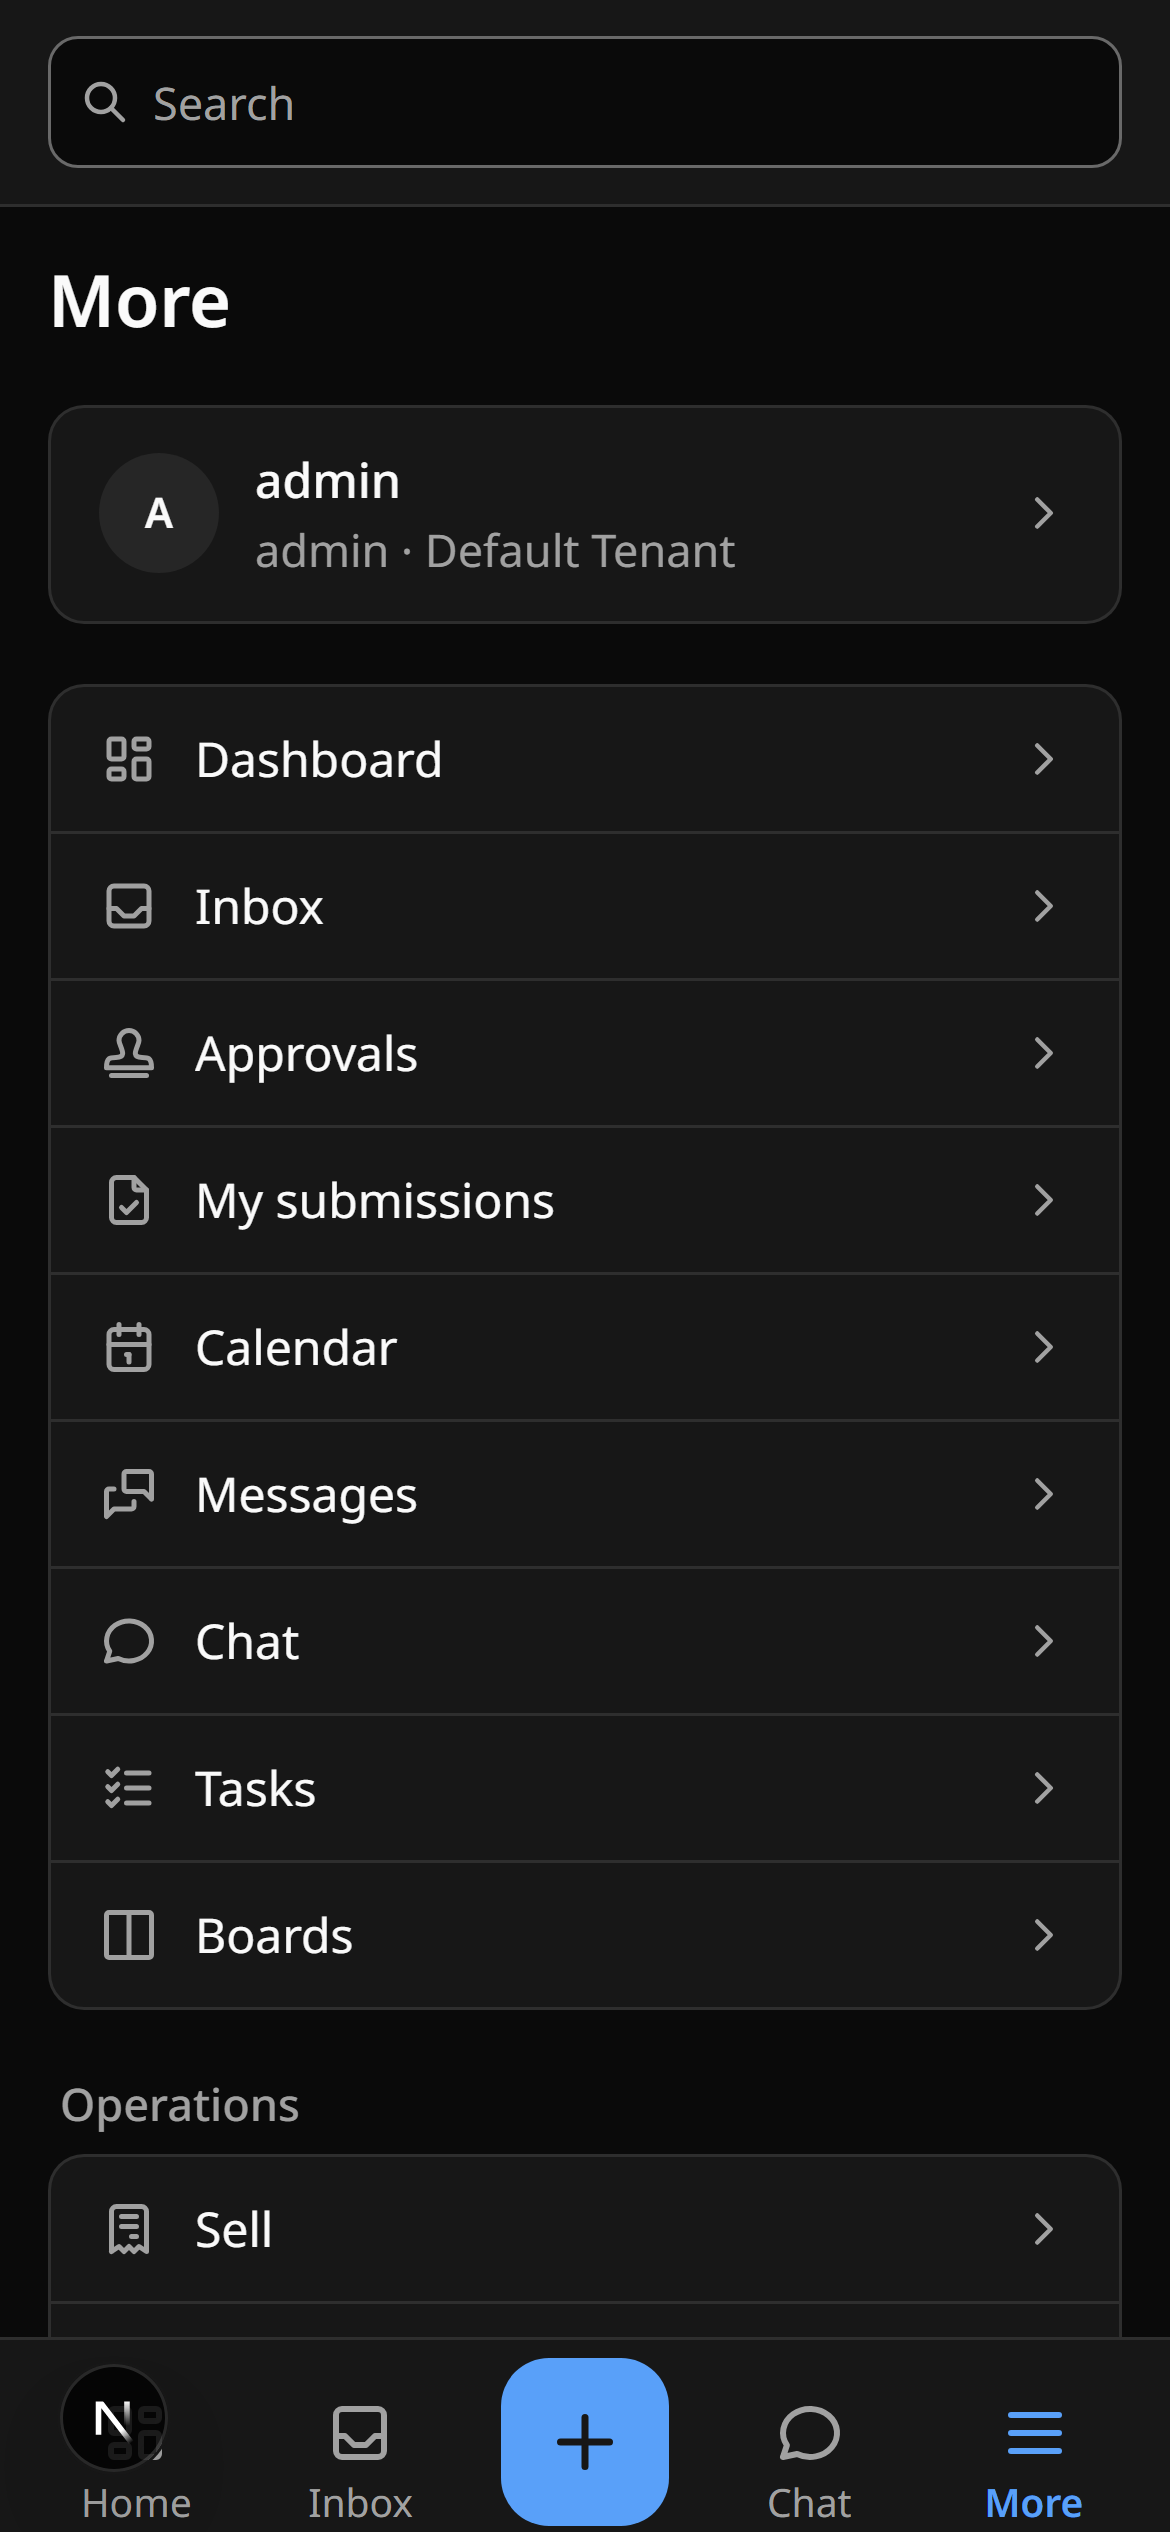 Search
More
A
admin
admin · Default Tenant
Dashboard
Inbox
Approvals
My submissions
Calendar
Messages
Chat
Tasks
Boards
Operations
Sell
N
Home
Inbox
Chat
More